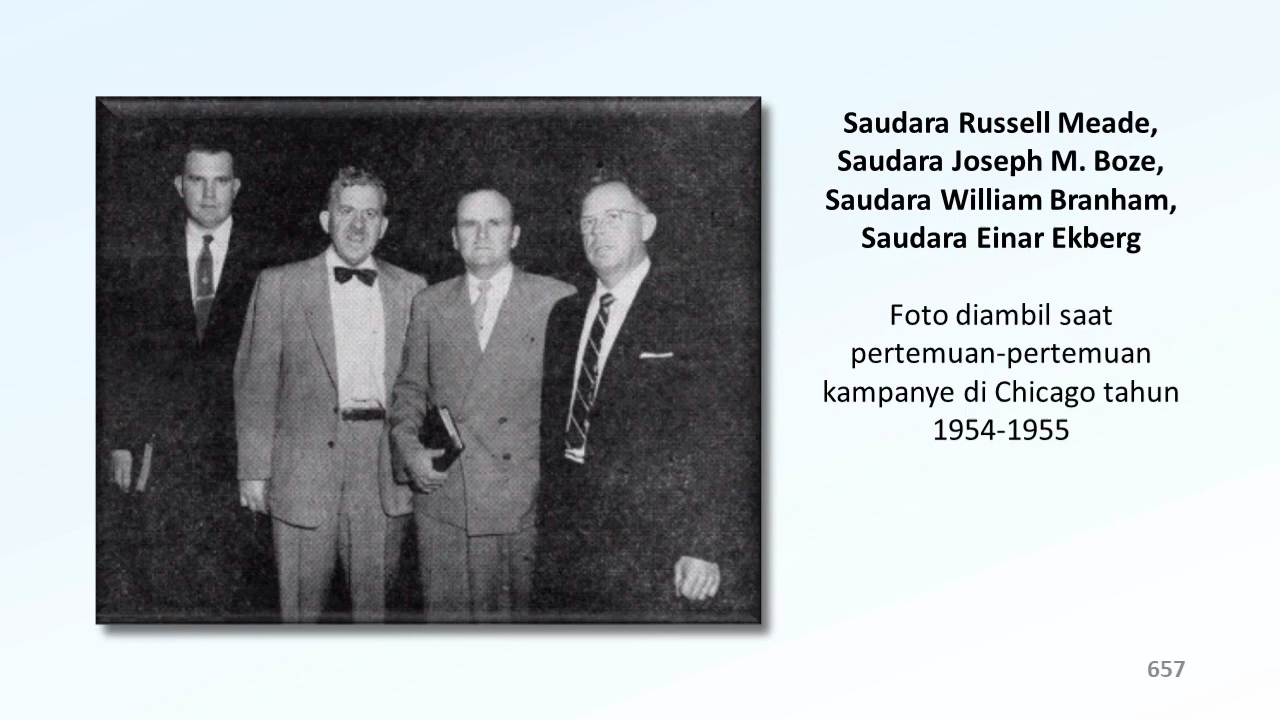 Saudara Russell Meade,
Saudara Joseph M. Boze,
Saudara William Branham,
Saudara Einar Ekberg
Foto diambil saat
pertemuan-pertemuan
kampanye di Chicago tahun
1954-1955
657